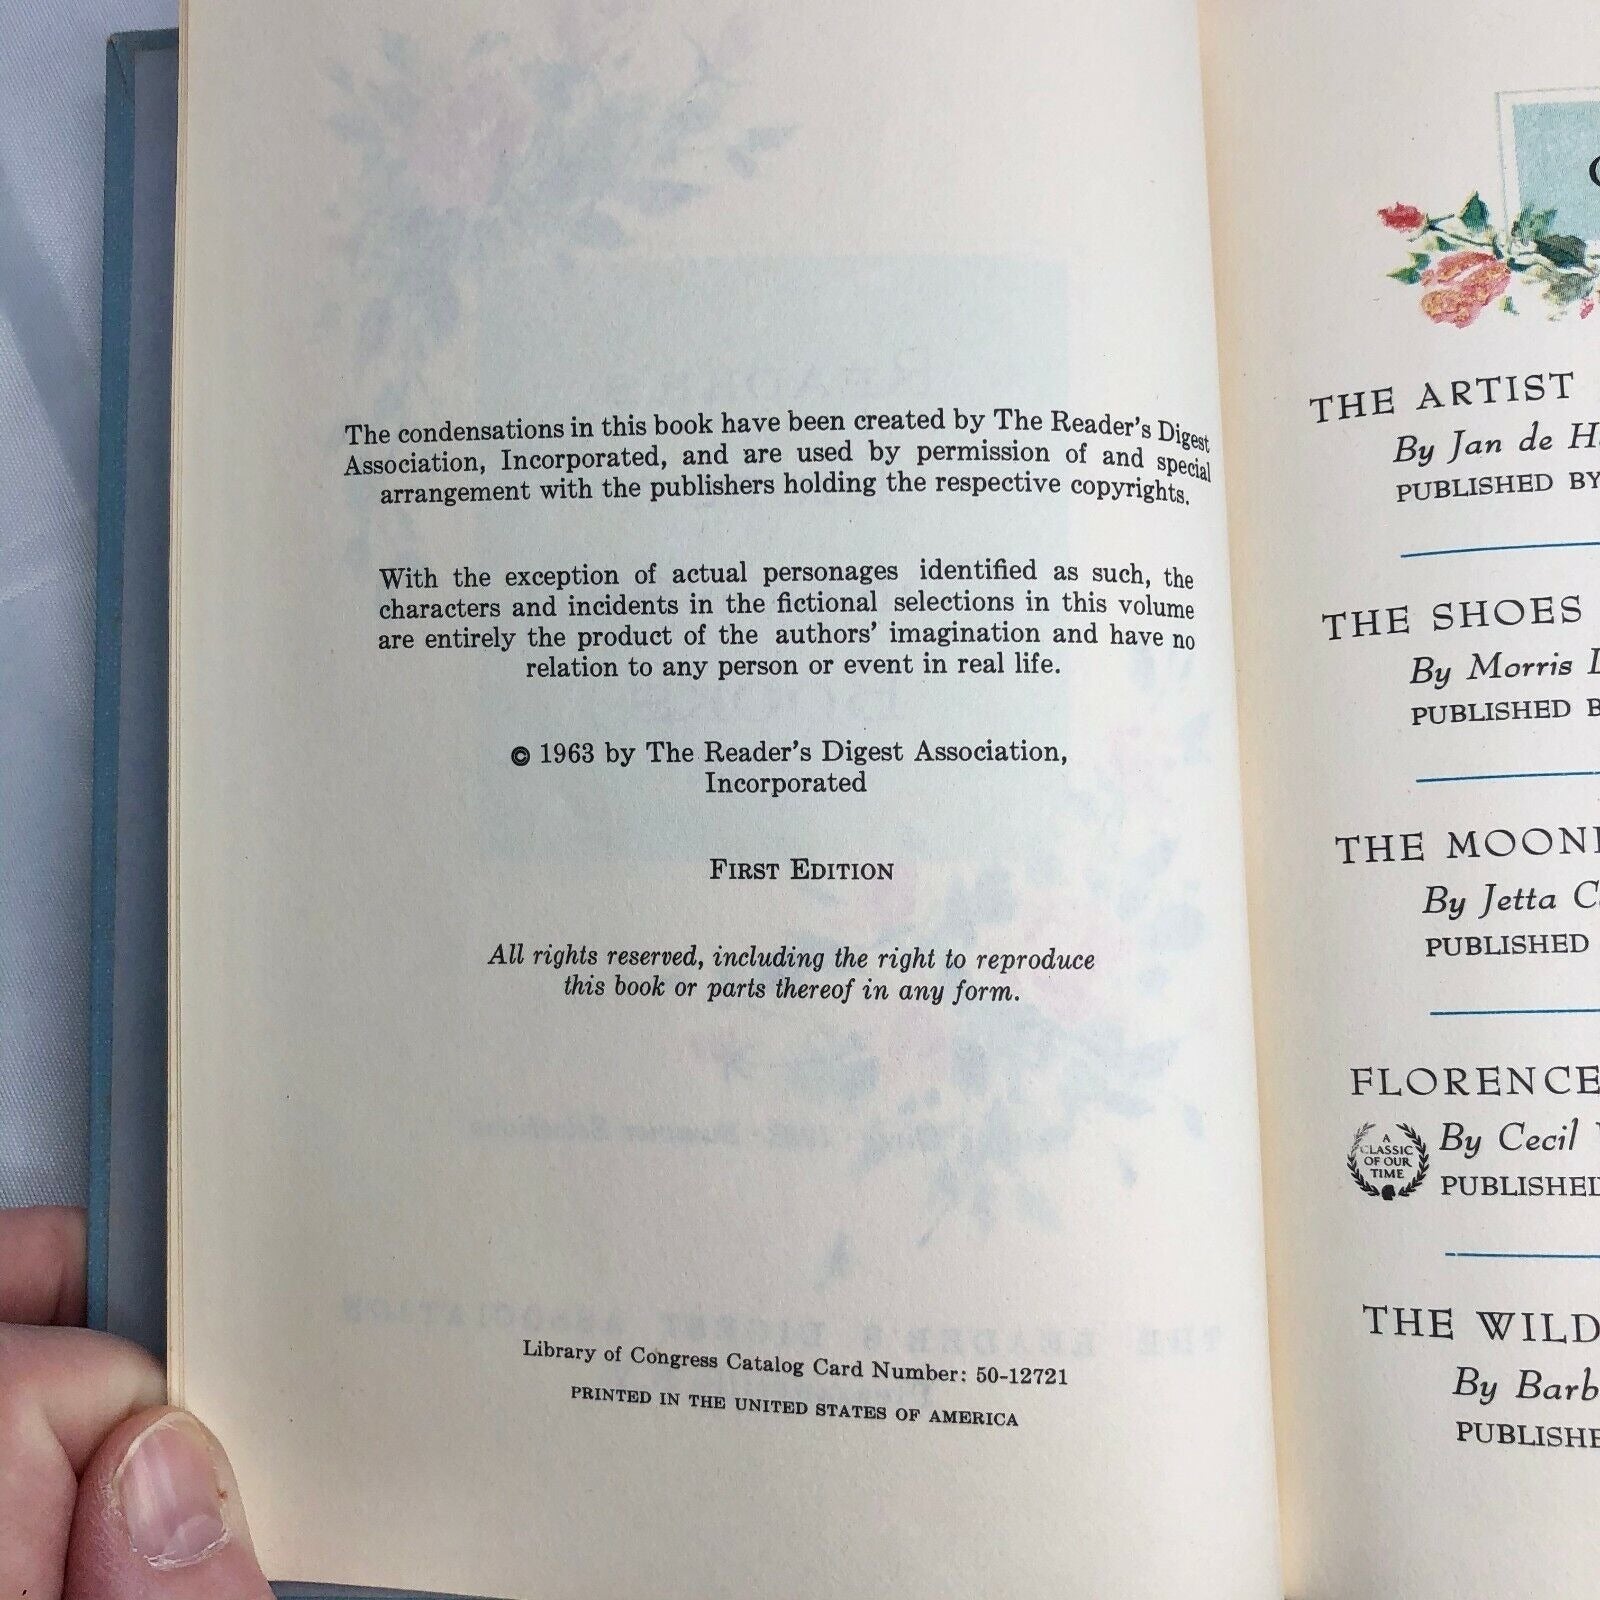 The condensations in this book have been created by The Reader's Digest
Association, Incorporated, and are used by permission of and special
arrangement with the publishers holding the respective copyrights.
With the exception of actual personages identified as such, the
characters and incidents in the fictional selections in this volume
are entirely the product of the authors' imagination and have no
relation to any person or event in real life.
© 1963 by The Reader's Digest Association,
Incorporated
FIRST EDITION
All rights reserved, including the right to reproduce
this book or parts thereof in any form.
Library of Congress Catalog Card Number: 50-12721
PRINTED IN THE UNITED STATES OF AMERICA
THE ARTIST
By Jan de
PUBLISHED BY
THE SHOES
By Morris
PUBLISHED
THE
By Jetta
PUBLISHED
FLORENCE
A
CLASSIC
OF OUR
TIME
By Cecil
PUBLISHED
THE WILD
By